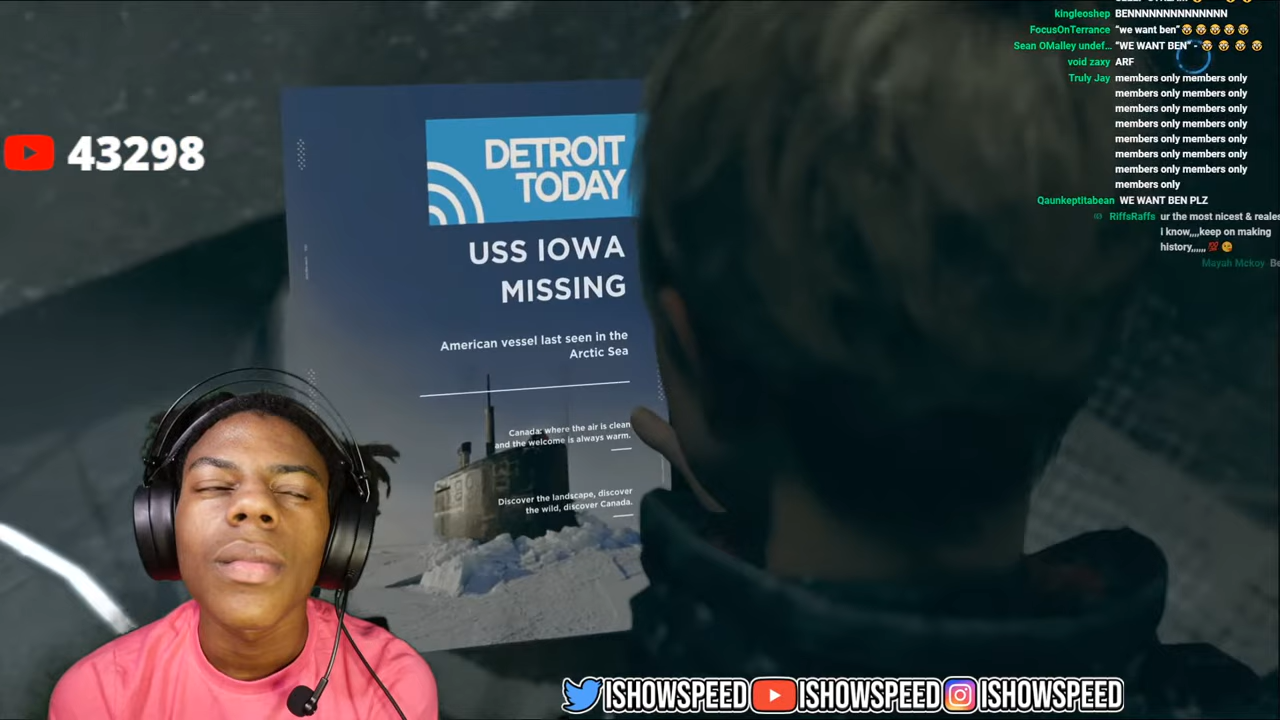 43298
DETROIT
TODAY
USS IOWA
MISSING
American vessel last seen in the
Arctic Sea
Canada: where the air is clean
and the welcome is always warm.
Discover the landscape, discover
the wild, discover Canada.
kingleoshep BENNNNNNNNNNNNN
FocusOnTerrance "we want ben"🤡🤡🤡🤡🤡
Sean OMalley undef... "WE WANT BEN" - 🤡 🤡 🤡 🤡
void zaxy ARF
Truly Jay members only members only
members only members only
members only members only
members only members only
members only members only
members only members only
members only members only
members only
Qaunkeptitabean WE WANT BEN PLZ
RiffsRaffs ur the most nicest & reales
i know,,,,keep on making
history,,,,,, 💯 😘
Mayah Mckoy Be
ISHOWSPEED ISHOWSPEED ISHOWSPEED